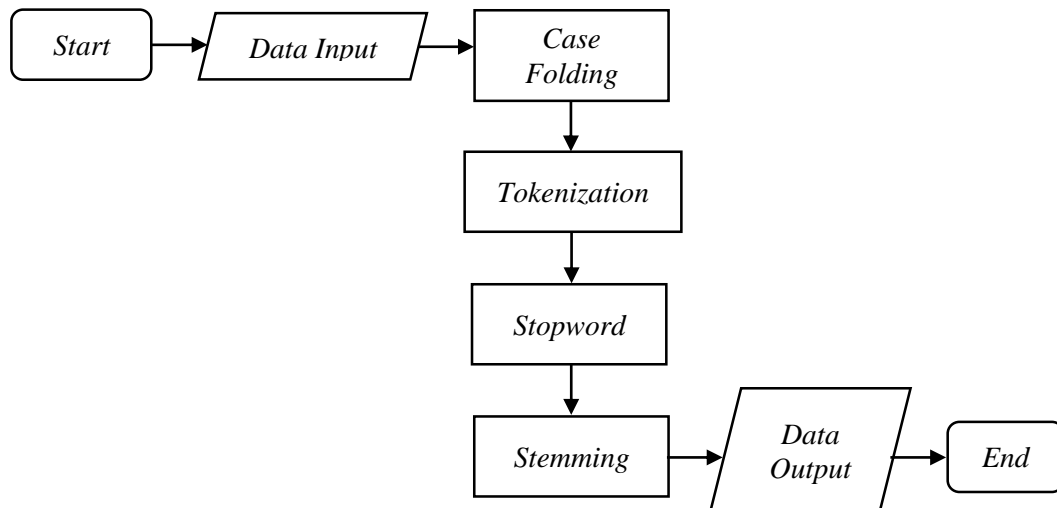 Start
Data Input
Case
Folding
Tokenization
Stopword
Stemming
Data
Output
End